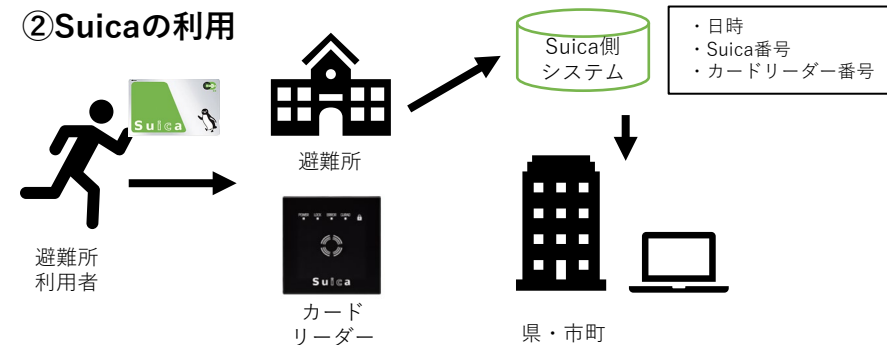 ②Suicaの利用
Suica
避難所
利用者
避難所
Suica
カード
リーダー
Suica側
システム
・日時
・Suica番号
・カードリーダー番号
県・市町